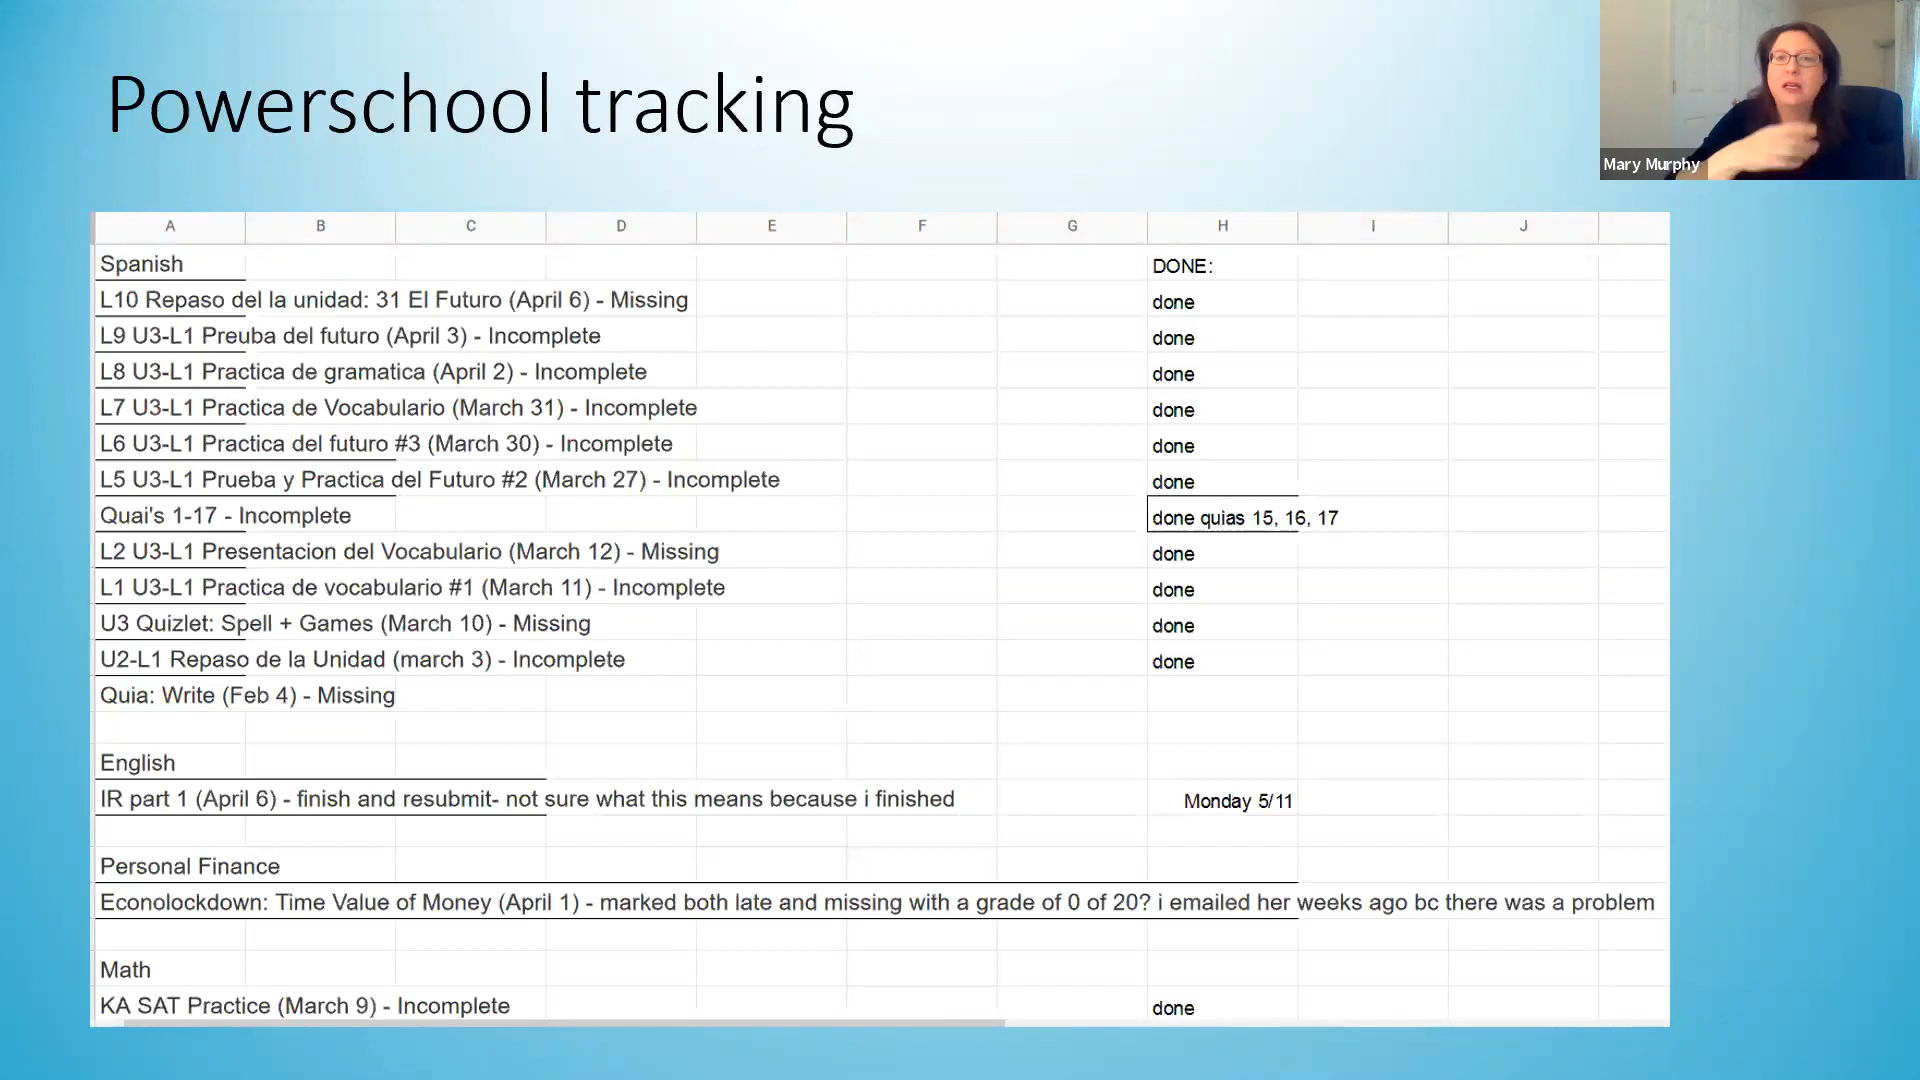 Powerschool tracking
Mary Murphy
A B C D E F G H I J
Spanish DONE:
L10 Repaso del la unidad: 31 El Futuro (April 6) - Missing done
L9 U3-L1 Preuba del futuro (April 3) - Incomplete done
L8 U3-L1 Practica de gramatica (April 2) - Incomplete done
L7 U3-L1 Practica de Vocabulario (March 31) - Incomplete done
L6 U3-L1 Practica del futuro #3 (March 30) - Incomplete done
L5 U3-L1 Prueba y Practica del Futuro #2 (March 27) - Incomplete done
Quai's 1-17 - Incomplete done quias 15, 16, 17
L2 U3-L1 Presentacion del Vocabulario (March 12) - Missing done
L1 U3-L1 Practica de vocabulario #1 (March 11) - Incomplete done
U3 Quizlet: Spell + Games (March 10) - Missing done
U2-L1 Repaso de la Unidad (march 3) - Incomplete done
Quia: Write (Feb 4) - Missing
English
IR part 1 (April 6) - finish and resubmit- not sure what this means because i finished Monday 5/11
Personal Finance
Econolockdown: Time Value of Money (April 1) - marked both late and missing with a grade of 0 of 20? i emailed her weeks ago bc there was a problem
Math
KA SAT Practice (March 9) - Incomplete done